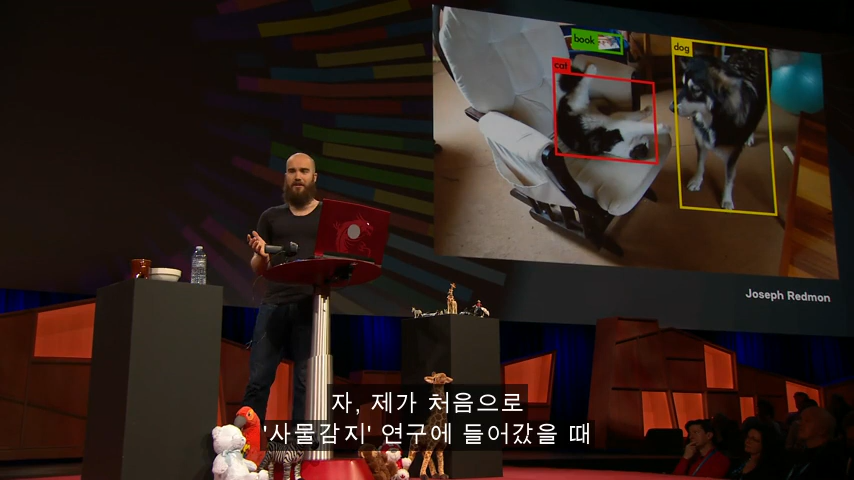 book
dog
cat
Joseph Redmon
자, 제가 처음으로
'사물감지' 연구에 들어갔을 때